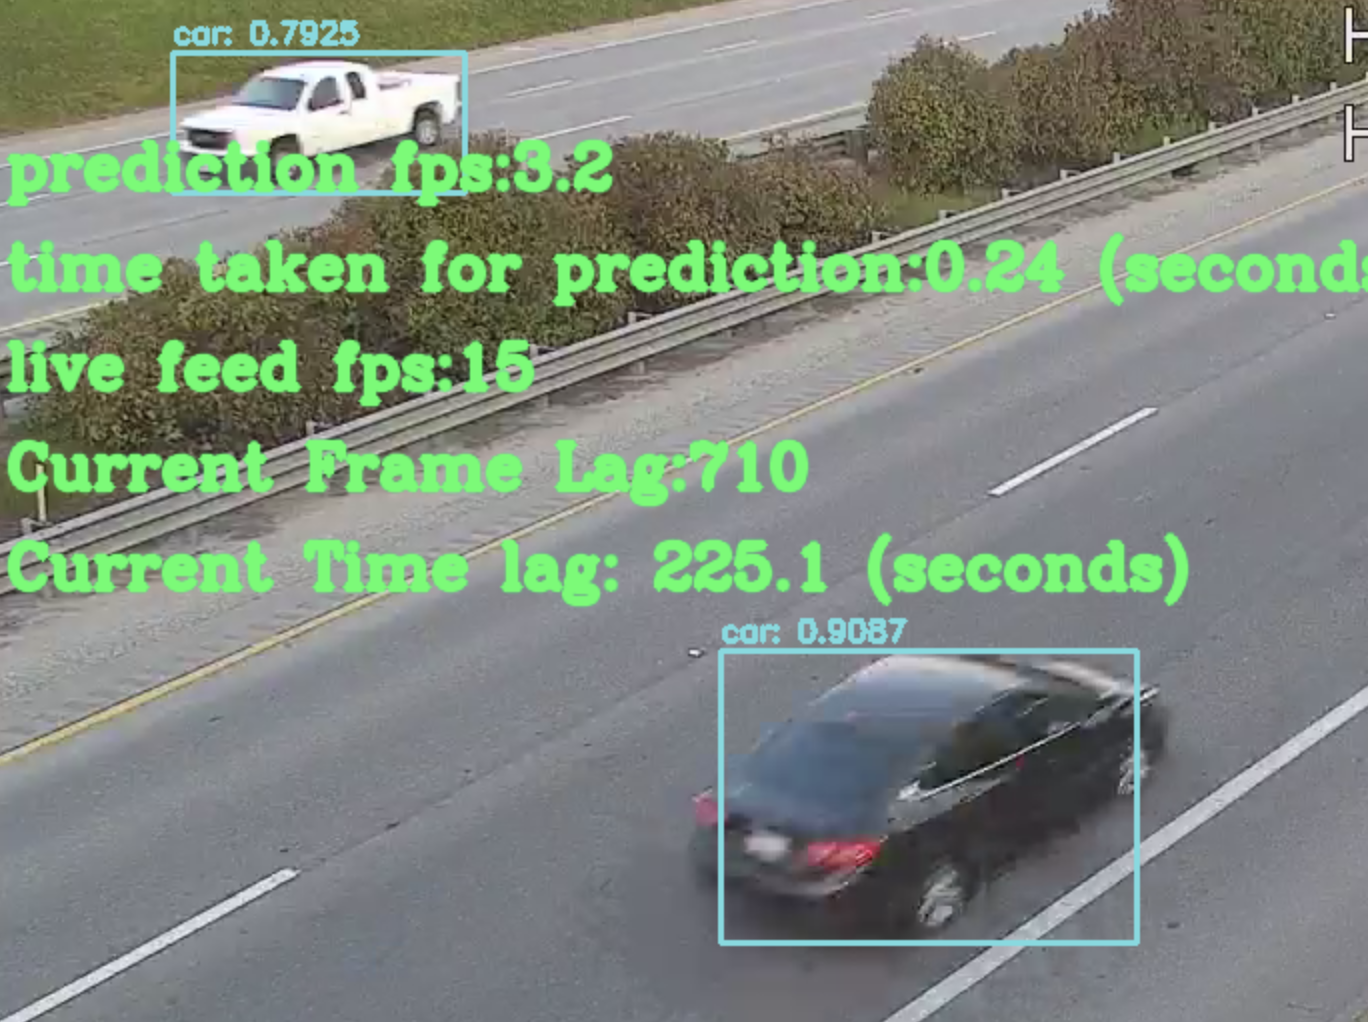 car: 0.7925
H
H
prediction fps:3.2
time taken for prediction:0.24 (seconds
live feed fps:15
Current Frame Lag:710
Current Time lag: 225.1 (seconds)
car: 0.9087